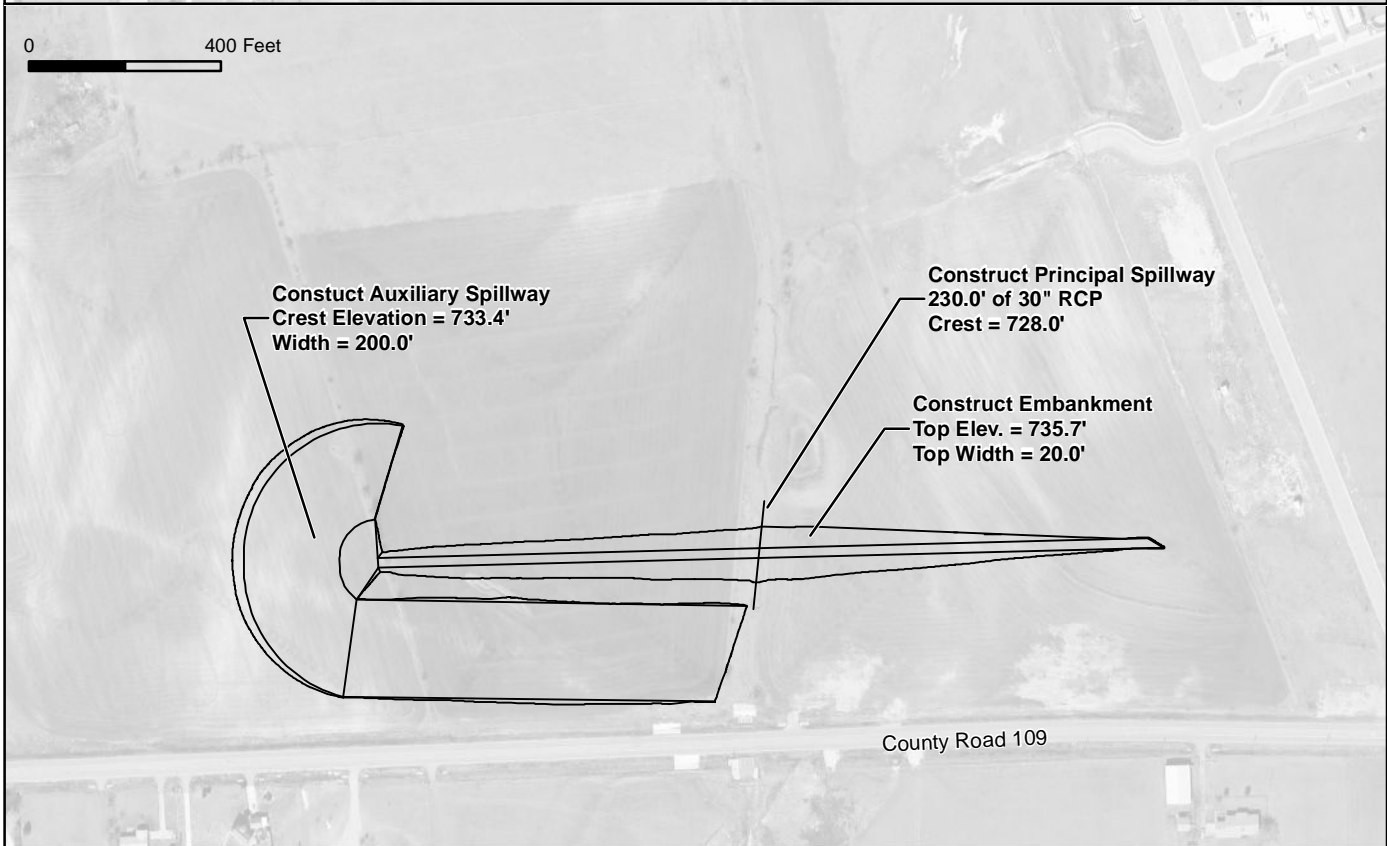 0 400 Feet
Constuct Auxiliary Spillway
Crest Elevation = 733.4'
Width = 200.0'
Construct Principal Spillway
230.0' of 30" RCP
Crest = 728.0'
Construct Embankment
Top Elev. = 735.7'
Top Width = 20.0'
County Road 109